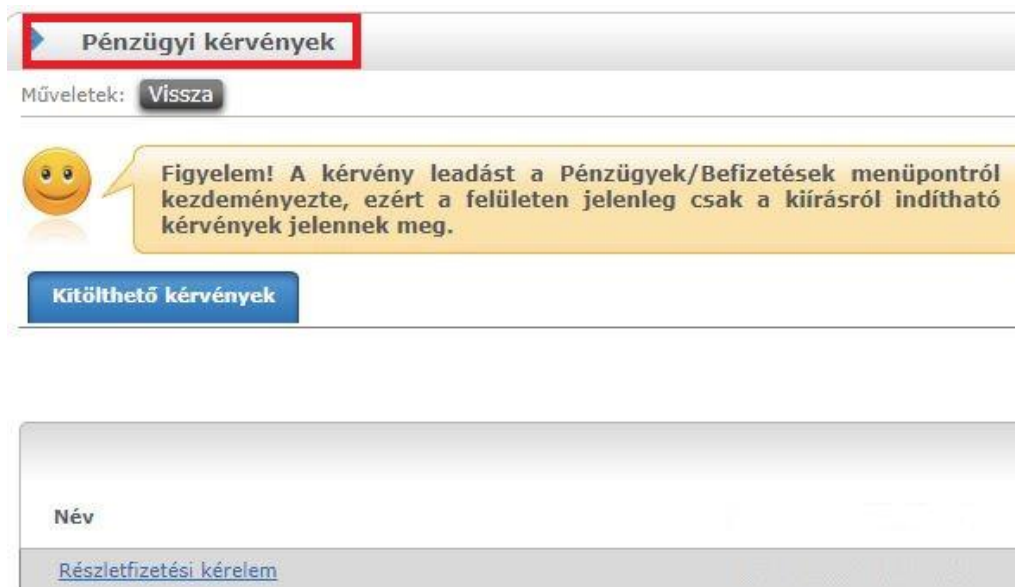 Pénzügyi kérvények
Műveletek: Vissza
Figyelem! A kérvény leadást a Pénzügyek/Befizetések menüpontról
kezdeményezte, ezért a felületen jelenleg csak a kiírásról indítható
kérvények jelennek meg.
Kitölthető kérvények
Név
Részletfizetési kérelem